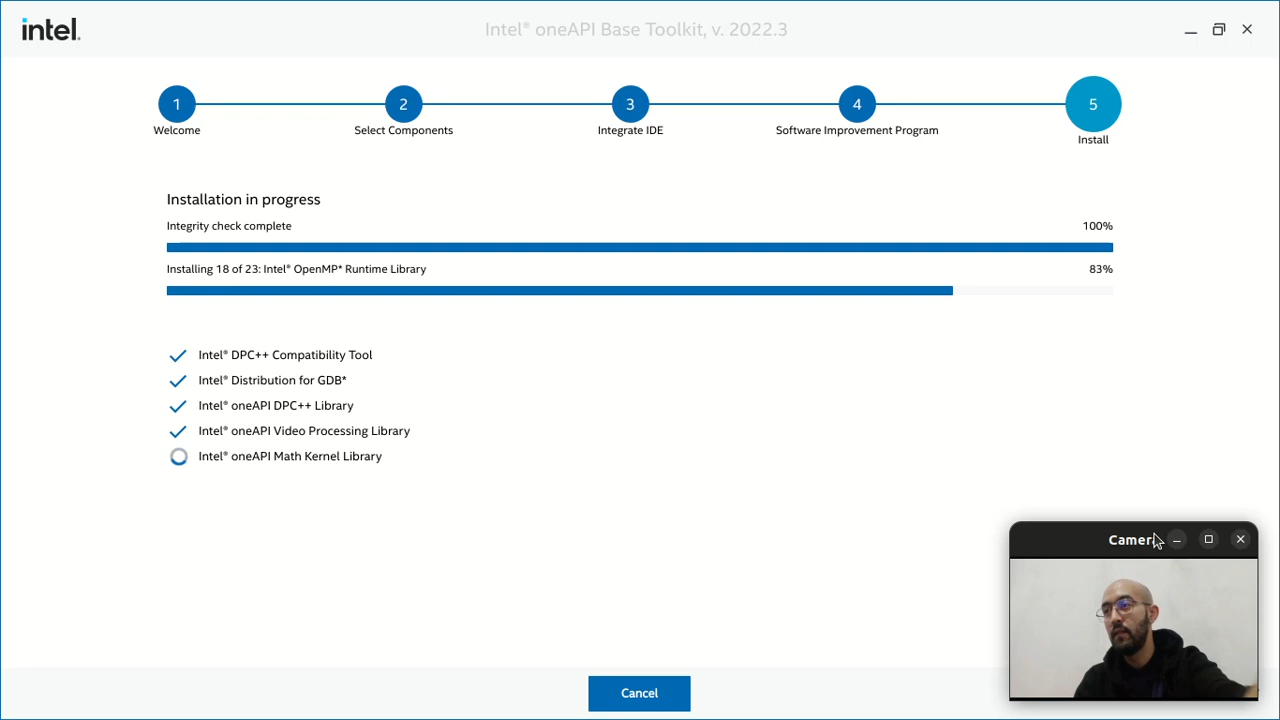 intel.
Intel® oneAPI Base Toolkit, v. 2022.3
1
2
3
4
5
Welcome
Select Components
Integrate IDE
Software Improvement Program
Install
Installation in progress
Integrity check complete 100%
Installing 18 of 23: Intel® OpenMP* Runtime Library 83%
Intel® DPC++ Compatibility Tool
Intel® Distribution for GDB*
Intel® oneAPI DPC++ Library
Intel® oneAPI Video Processing Library
Intel® oneAPI Math Kernel Library
Camera
Cancel